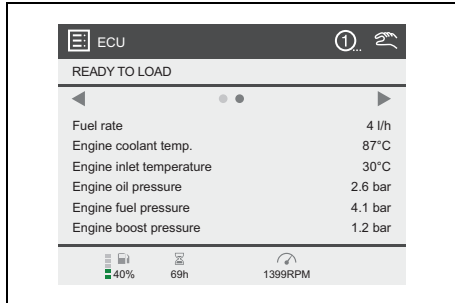 ECU 1...
READY TO LOAD
Fuel rate 4 l/h
Engine coolant temp. 87°C
Engine inlet temperature 30°C
Engine oil pressure 2.6 bar
Engine fuel pressure 4.1 bar
Engine boost pressure 1.2 bar
40% 69h 1399RPM